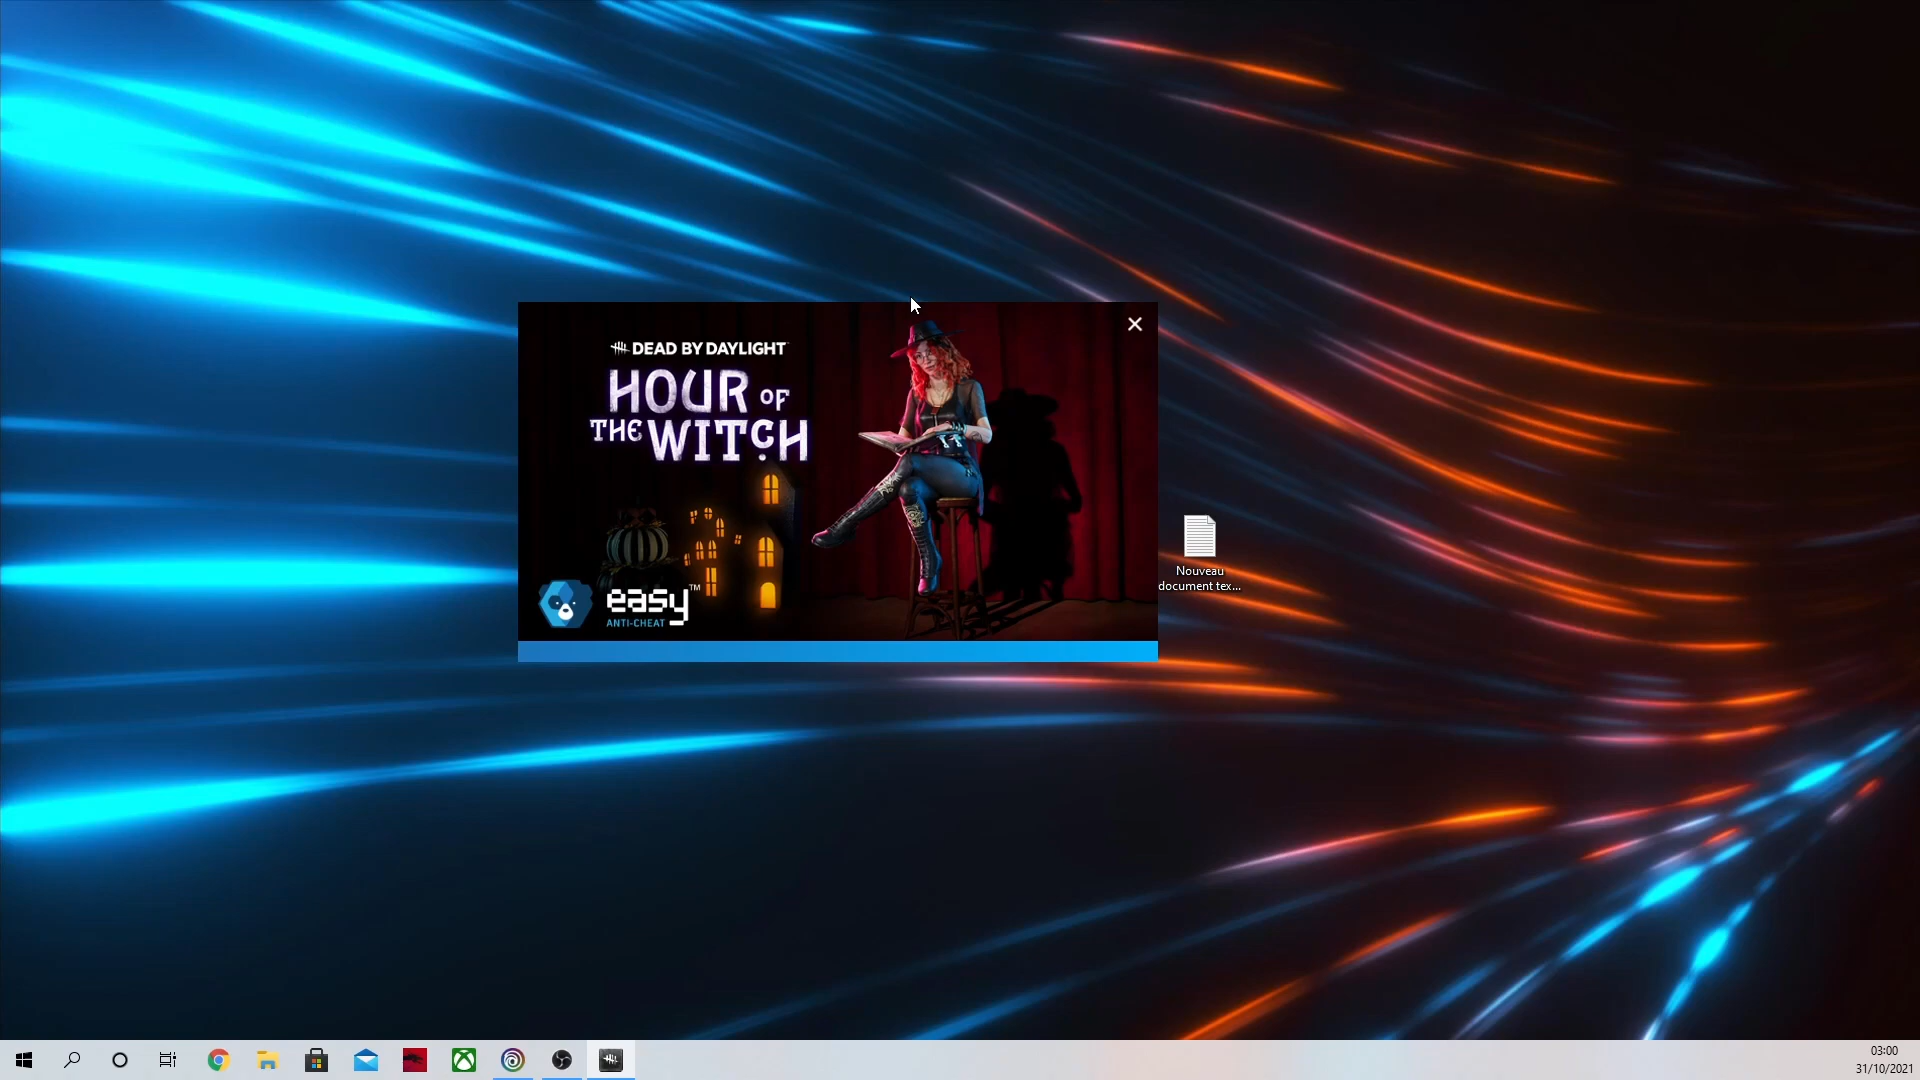 DEAD BY DAYLIGHT
HOUR OF
THE WITCH
easy™
ANTI-CHEAT
Nouveau
document tex...
03:00
31/10/2021